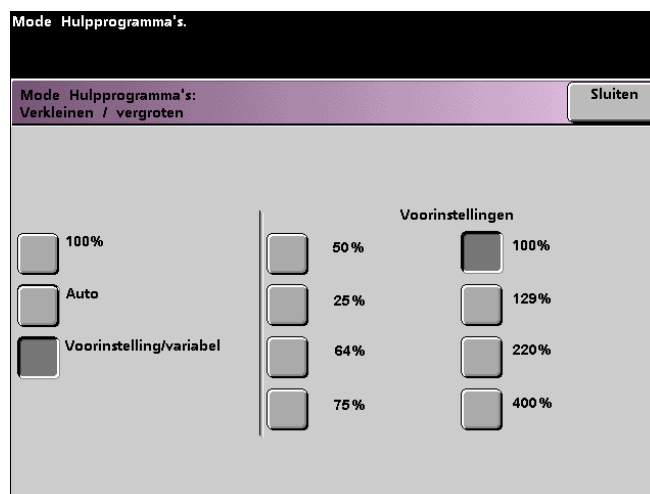 Mode Hulpprogramma's.
Mode Hulpprogramma's:
Verkleinen / vergroten
Sluiten
100%
Auto
Voorinstelling/variabel
Voorinstellingen
50%
100%
25%
129%
64%
220%
75%
400%